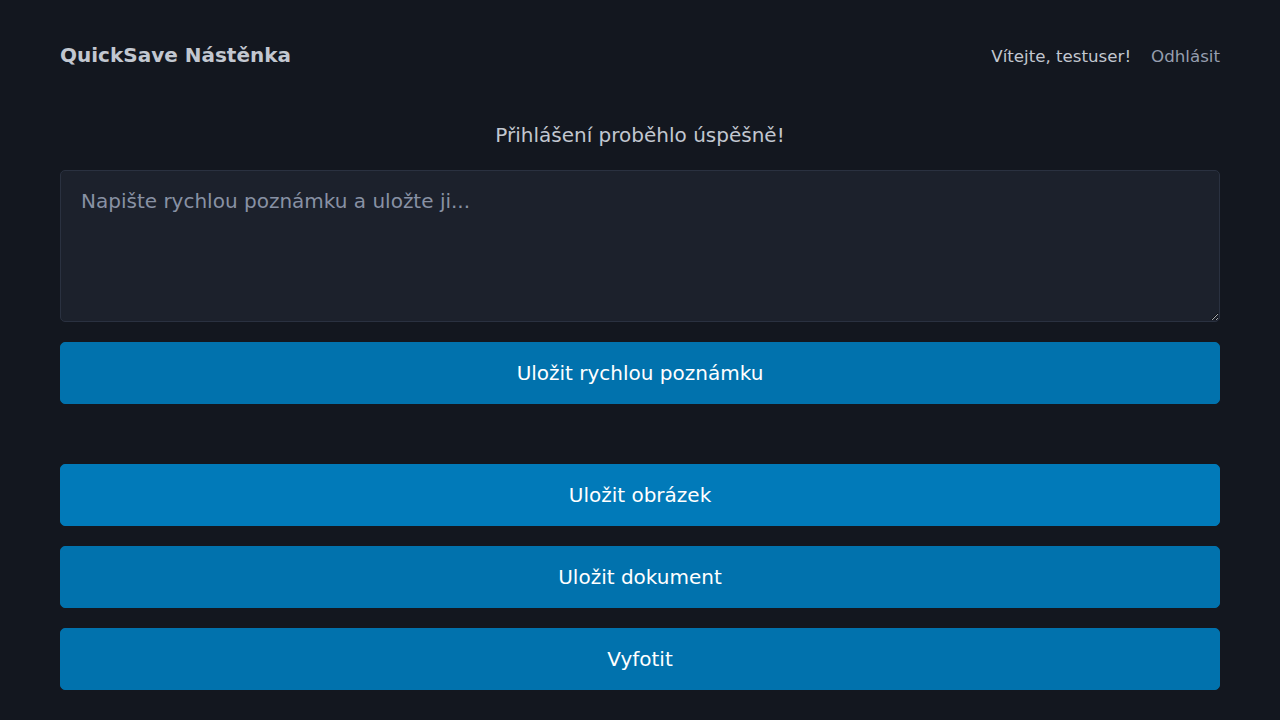 QuickSave Nástěnka
Vítejte, testuser! Odhlásit
Přihlášení proběhlo úspěšně!
Napište rychlou poznámku a uložte ji...
Uložit rychlou poznámku
Uložit obrázek
Uložit dokument
Vyfotit